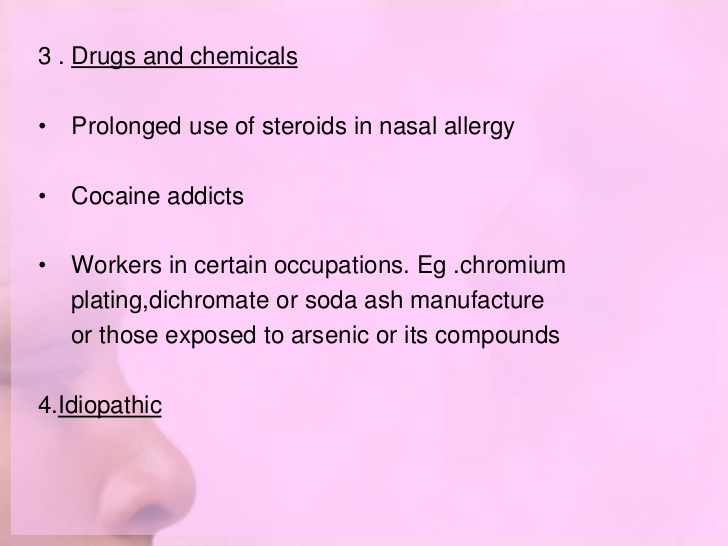 3 . Drugs and chemicals
• Prolonged use of steroids in nasal allergy
• Cocaine addicts
• Workers in certain occupations. Eg .chromium
plating,dichromate or soda ash manufacture
or those exposed to arsenic or its compounds
4.Idiopathic